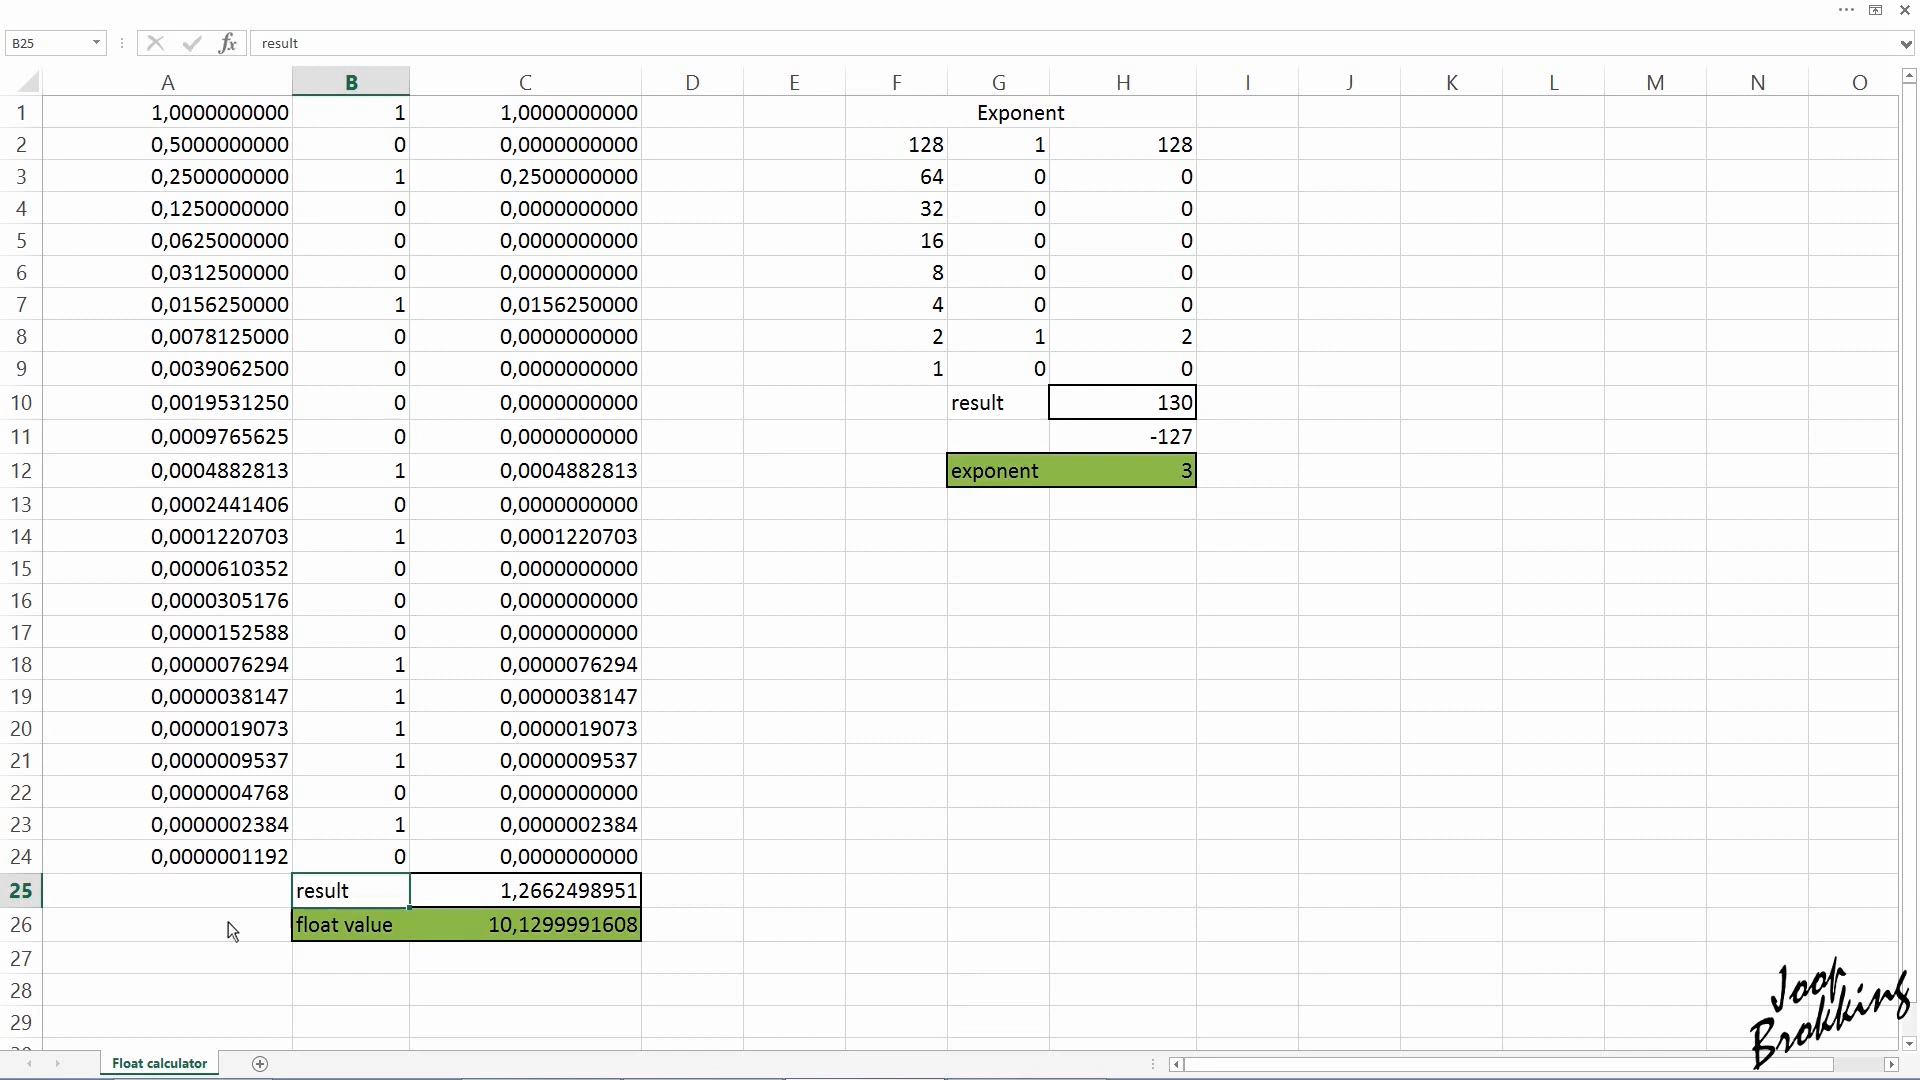 B25 result
A B C D E F G H I J K L M N O
1 1,0000000000 1 1,0000000000 Exponent
2 0,5000000000 0 0,0000000000 128 1 128
3 0,2500000000 1 0,2500000000 64 0 0
4 0,1250000000 0 0,0000000000 32 0 0
5 0,0625000000 0 0,0000000000 16 0 0
6 0,0312500000 0 0,0000000000 8 0 0
7 0,0156250000 1 0,0156250000 4 0 0
8 0,0078125000 0 0,0000000000 2 1 2
9 0,0039062500 0 0,0000000000 1 0 0
10 0,0019531250 0 0,0000000000 result 130
11 0,0009765625 0 0,0000000000 -127
12 0,0004882813 1 0,0004882813 exponent 3
13 0,0002441406 0 0,0000000000
14 0,0001220703 1 0,0001220703
15 0,0000610352 0 0,0000000000
16 0,0000305176 0 0,0000000000
17 0,0000152588 0 0,0000000000
18 0,0000076294 1 0,0000076294
19 0,0000038147 1 0,0000038147
20 0,0000019073 1 0,0000019073
21 0,0000009537 1 0,0000009537
22 0,0000004768 0 0,0000000000
23 0,0000002384 1 0,0000002384
24 0,0000001192 0 0,0000000000
25 result 1,2662498951
26 float value 10,1299991608
27
28
29
Joop
Brokking
Float calculator